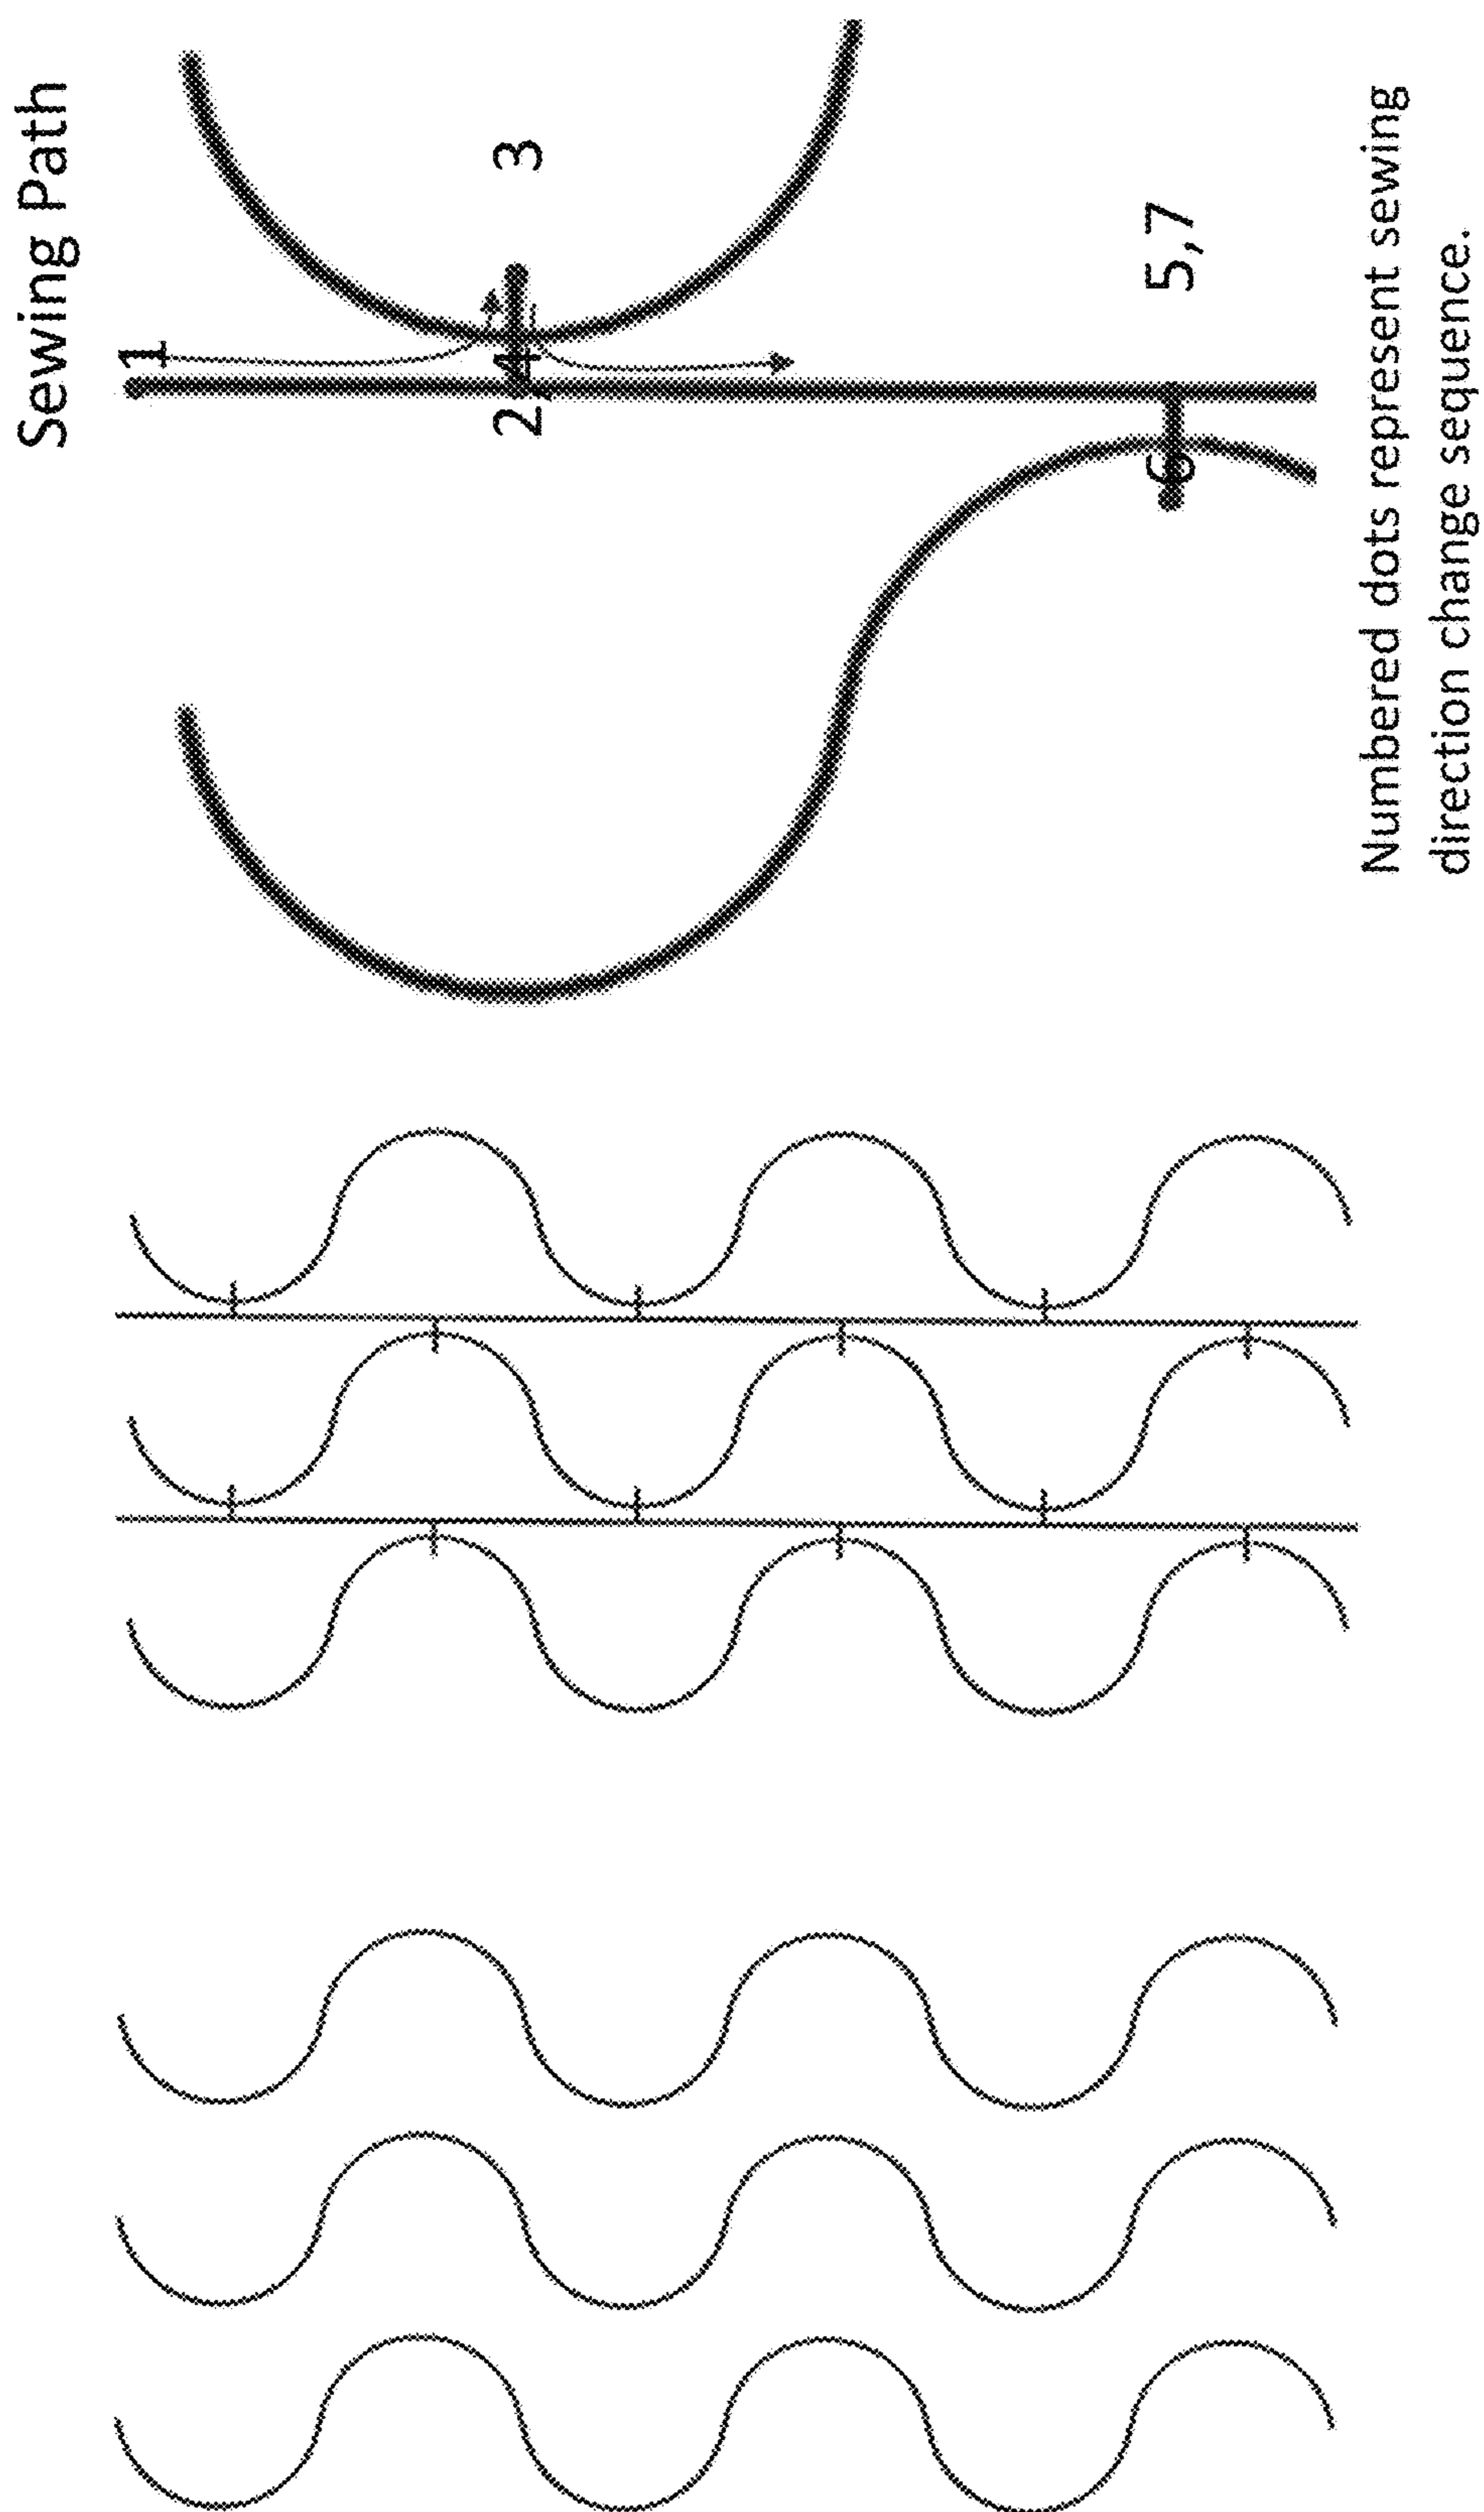 Sewing Path
1
2,4
3
5,7
6
Numbered dots represent sewing
direction change sequence.